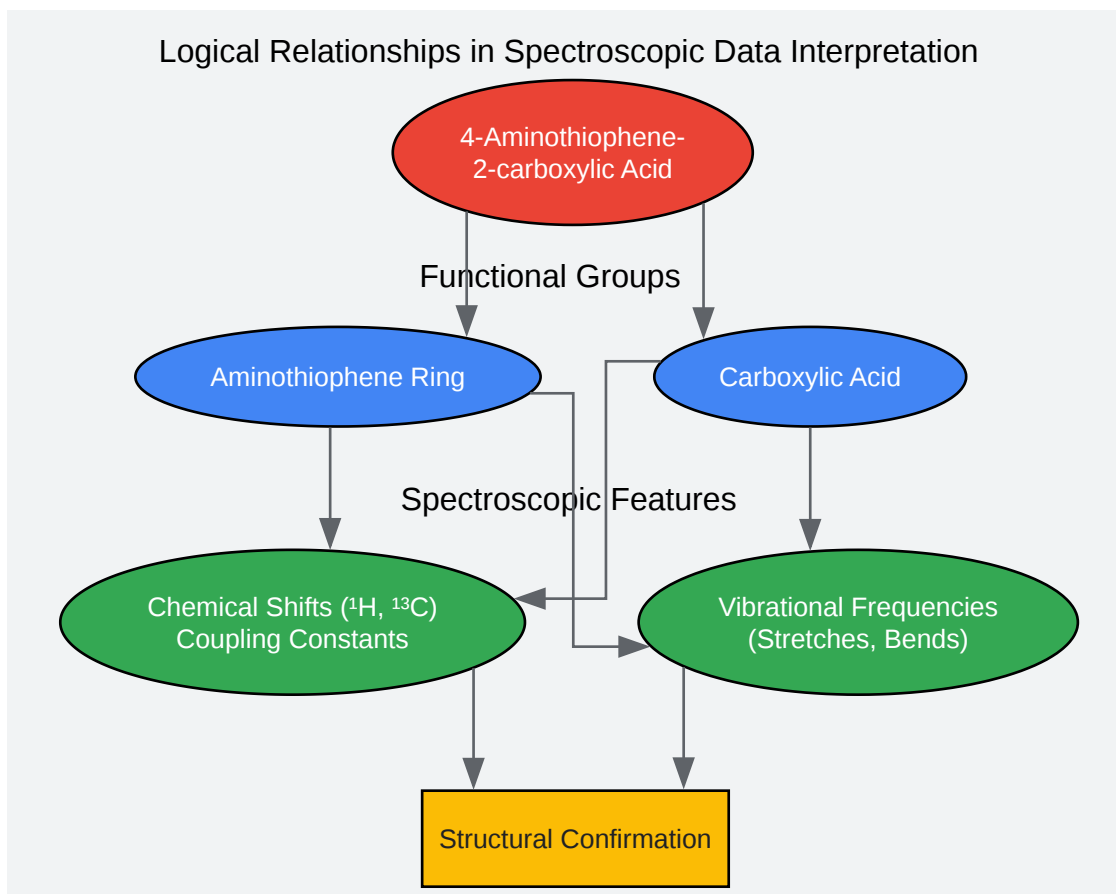 Logical Relationships in Spectroscopic Data Interpretation
4-Aminothiophene-
2-carboxylic Acid
Functional Groups
Aminothiophene Ring
Carboxylic Acid
Spectroscopic Features
Chemical Shifts (¹H, ¹³C)
Coupling Constants
Vibrational Frequencies
(Stretches, Bends)
Structural Confirmation